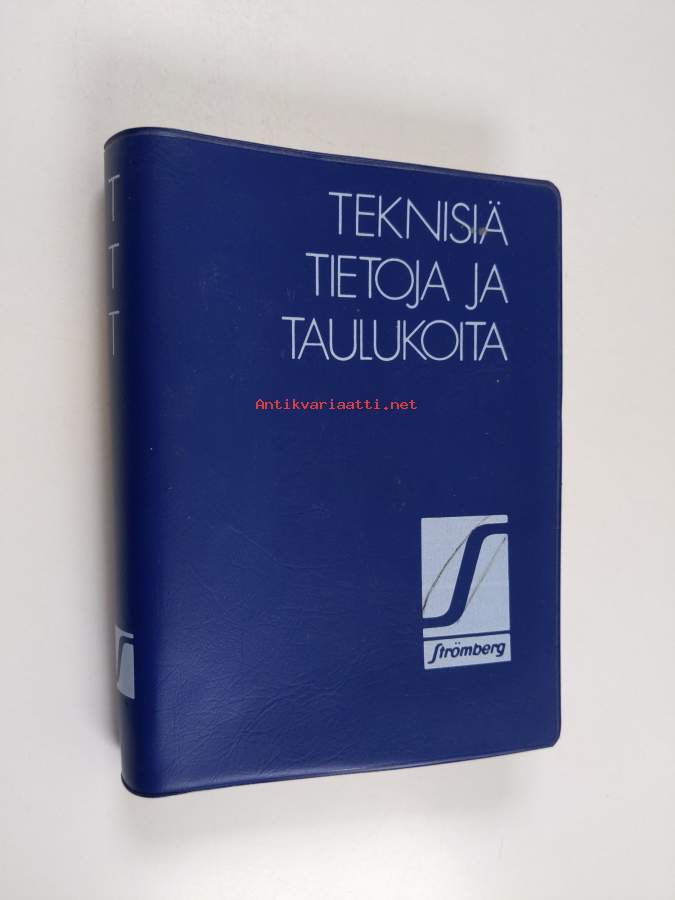 T
T
T
TEKNISIÄ
TIETOJA JA
TAULUKOITA
Antikvariaatti.net
Strömberg